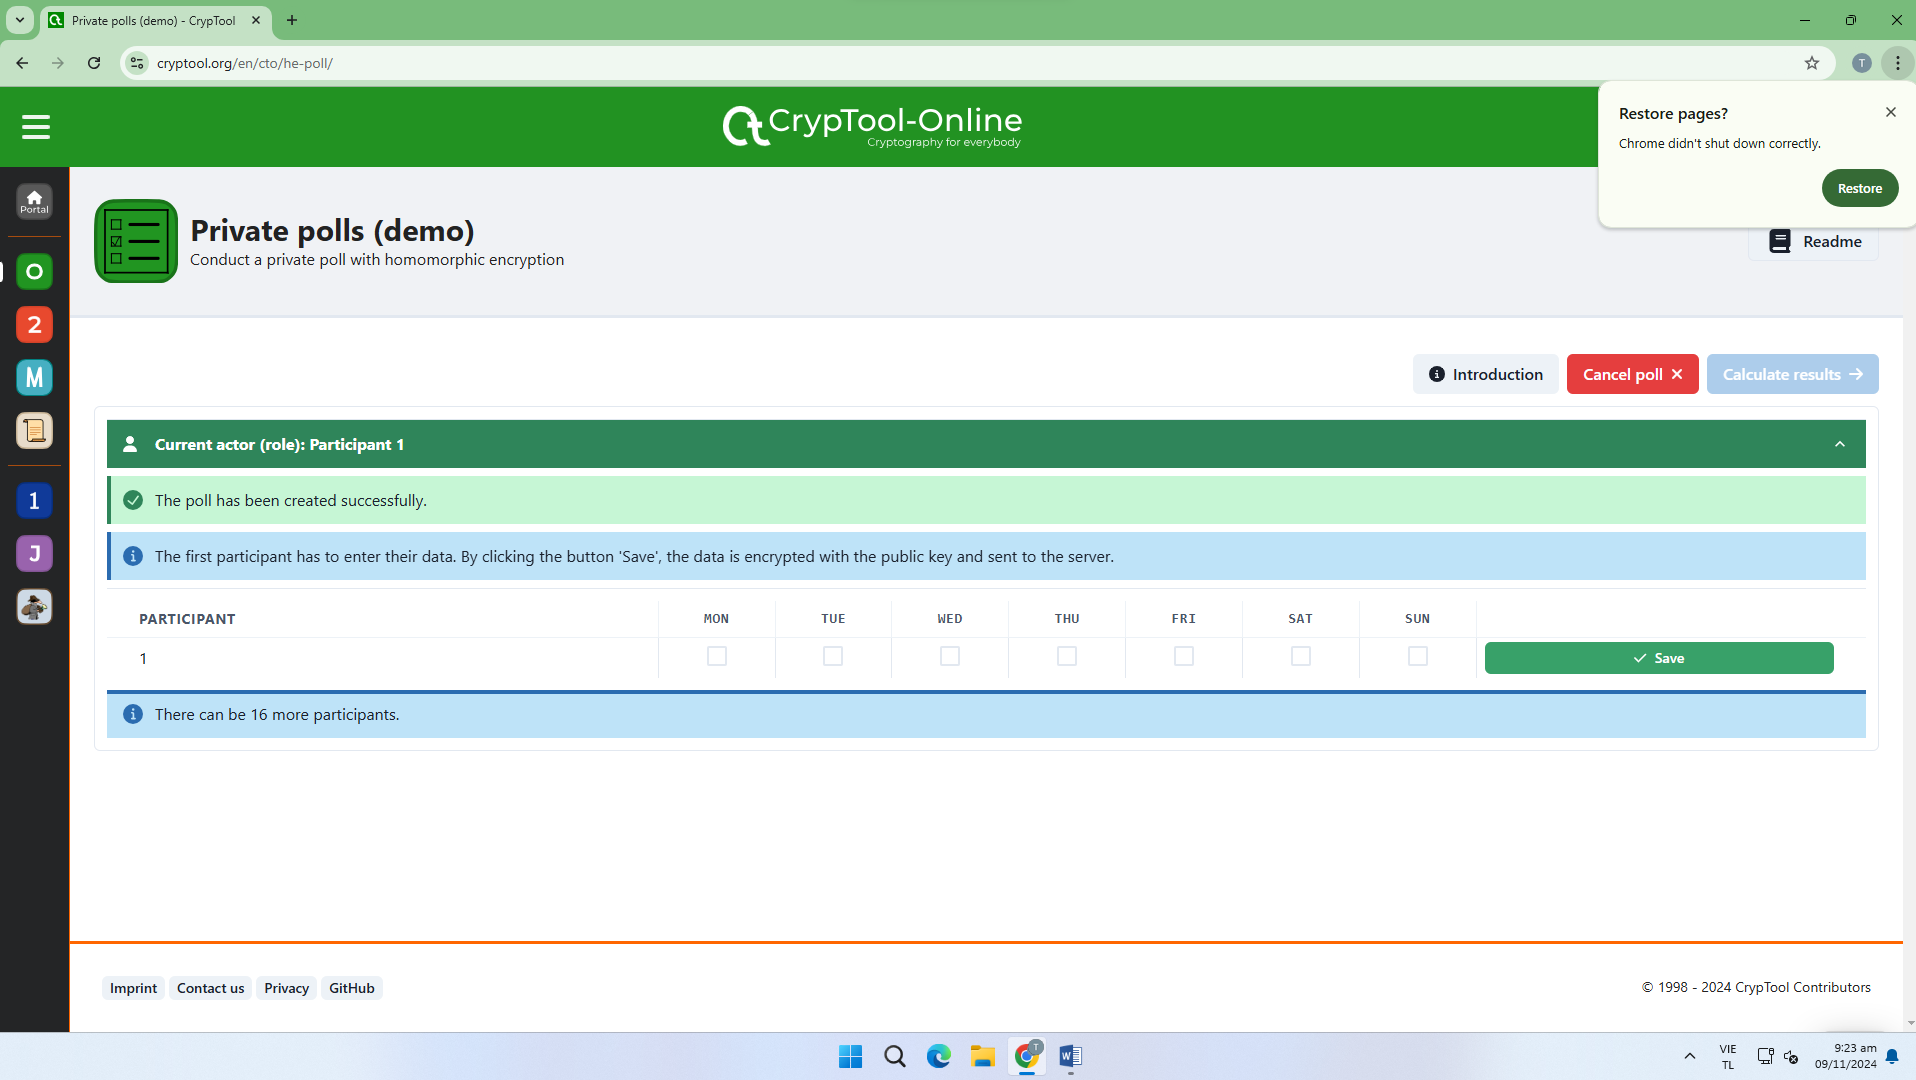 Private polls (demo) - CrypTool
cryptool.org/en/cto/he-poll/
T
Restore pages?
Chrome didn't shut down correctly.
Restore
CrypTool-Online
Cryptography for everybody
Portal
O
2
M
1
J
Private polls (demo)
Conduct a private poll with homomorphic encryption
Readme
Introduction
Cancel poll
Calculate results
Current actor (role): Participant 1
The poll has been created successfully.
The first participant has to enter their data. By clicking the button 'Save', the data is encrypted with the public key and sent to the server.
PARTICIPANT MON TUE WED THU FRI SAT SUN
1 Save
There can be 16 more participants.
Imprint Contact us Privacy GitHub
© 1998 - 2024 CrypTool Contributors
T
W
VIE
TL
9:23 am
09/11/2024